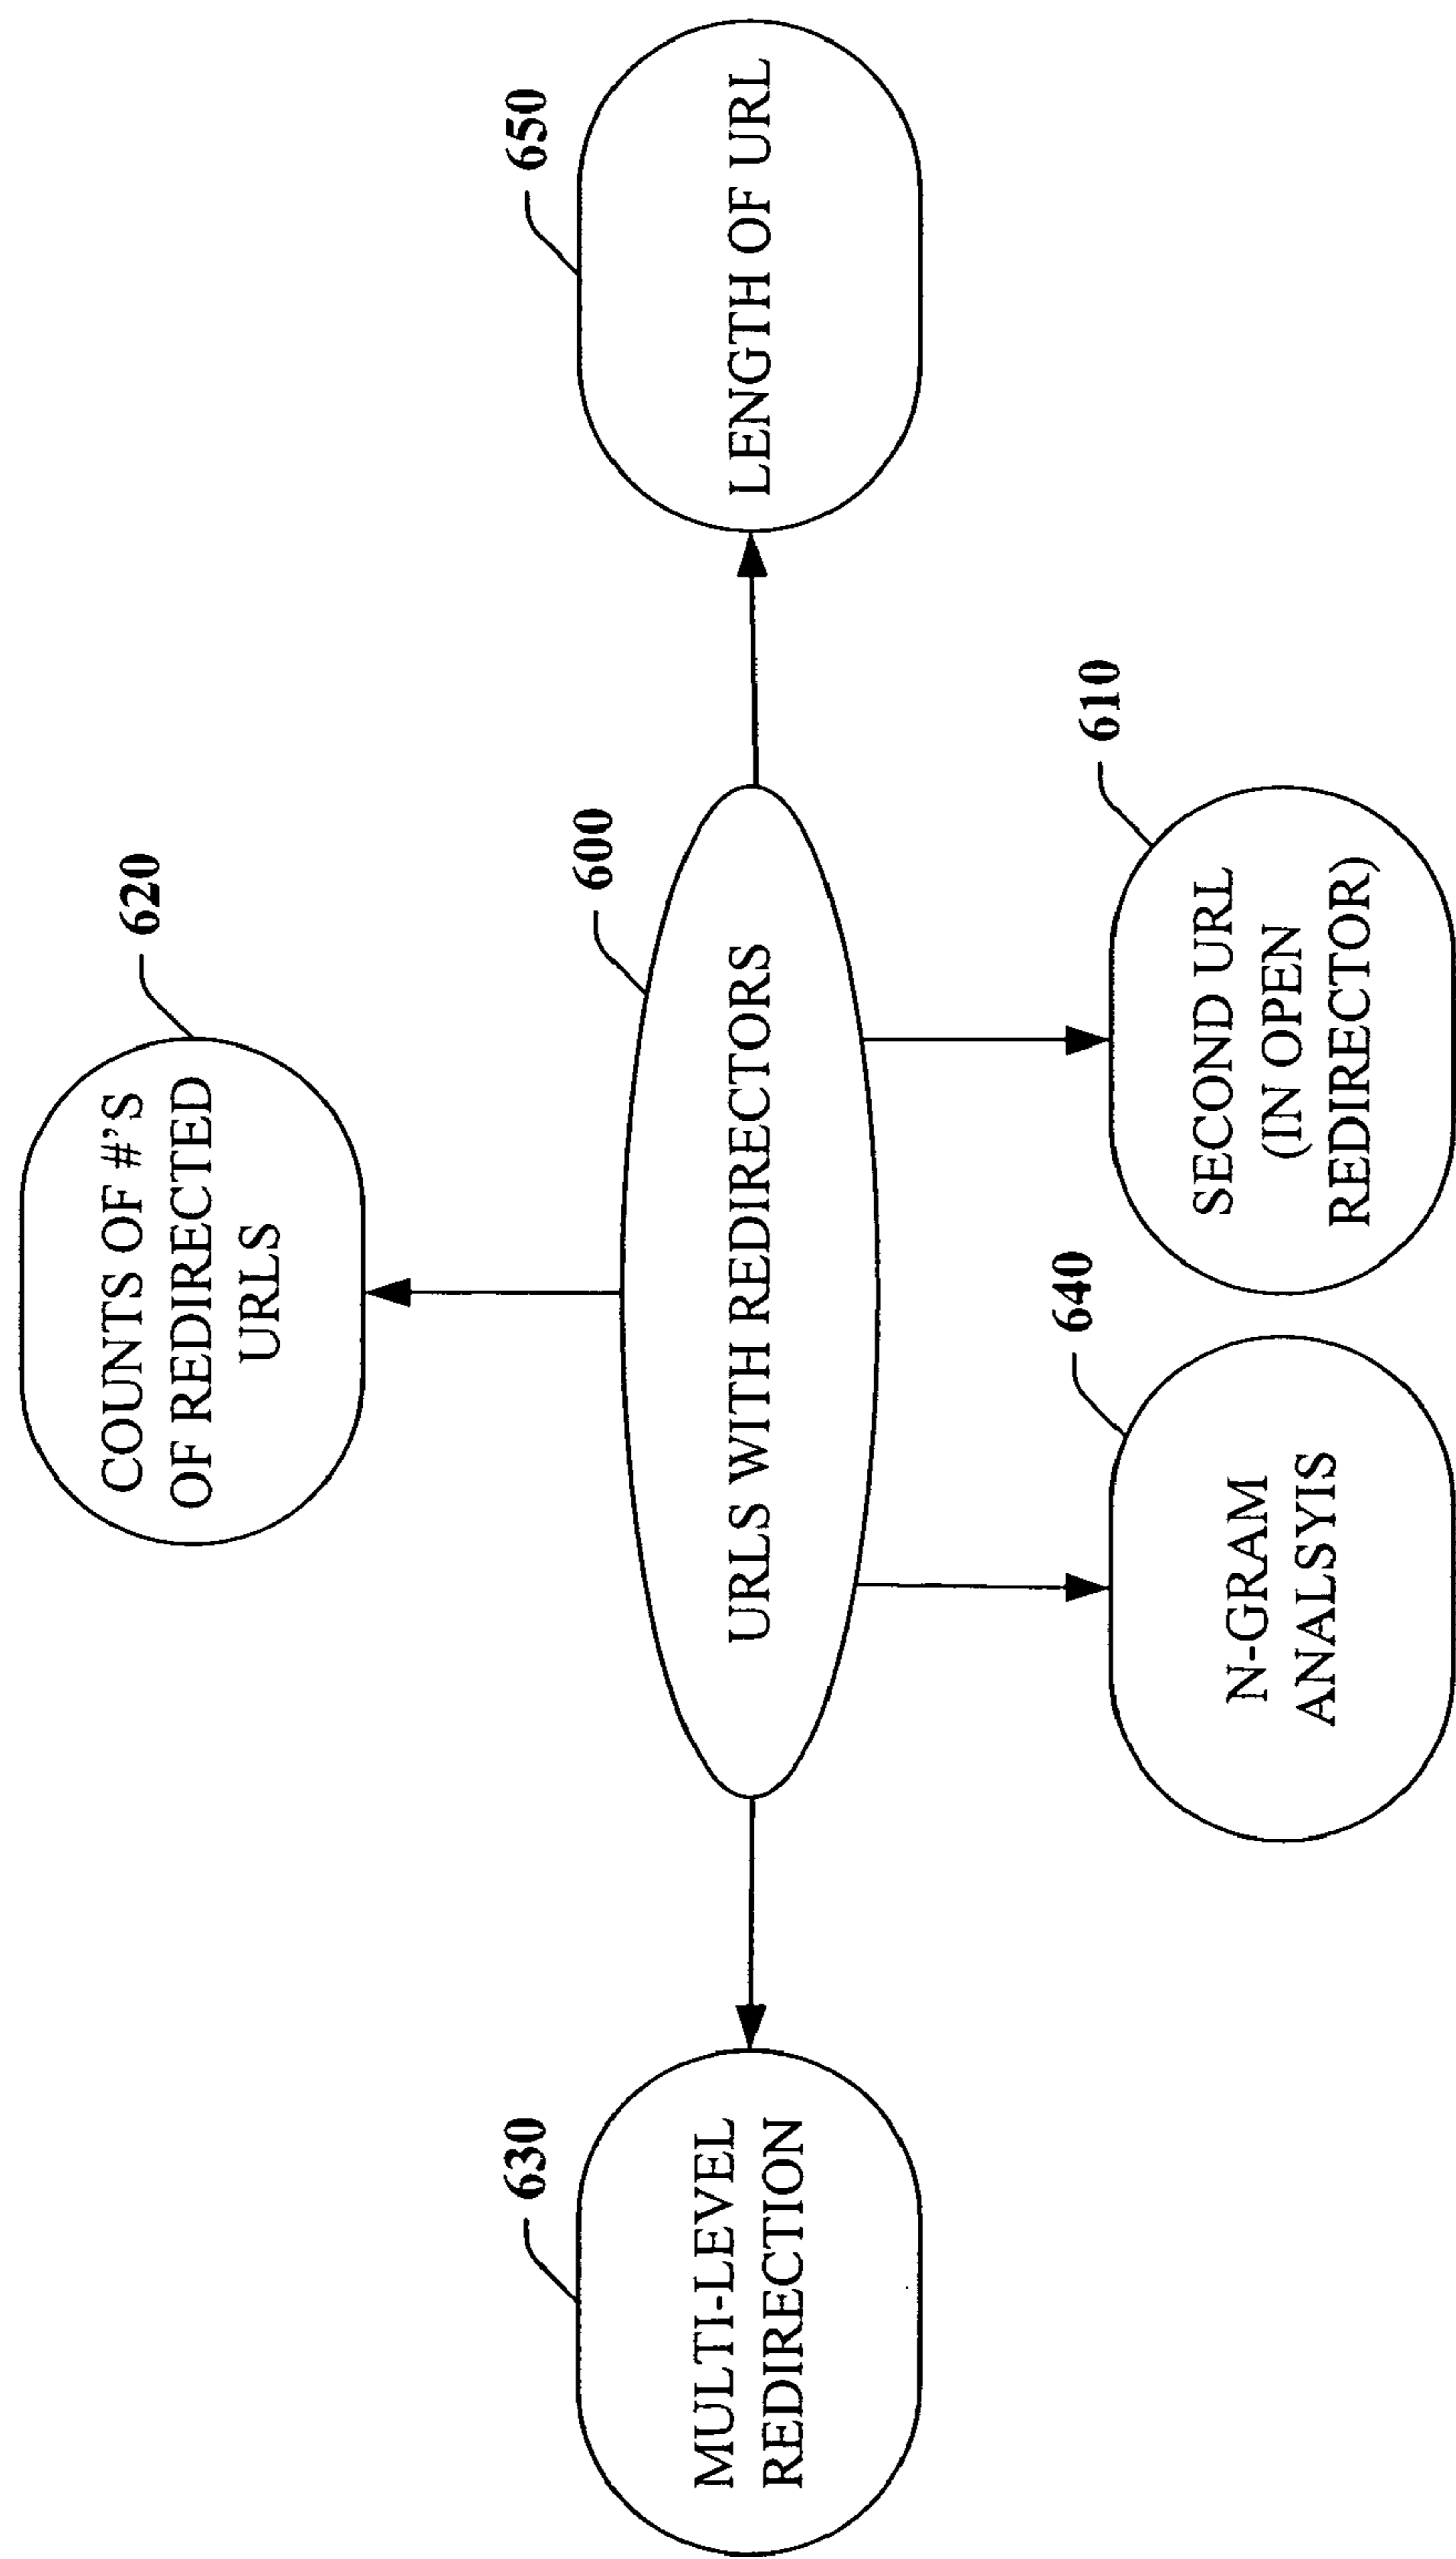 620
COUNTS OF #'S
OF REDIRECTED
URLS
630
MULTI-LEVEL
REDIRECTION
600
URLS WITH REDIRECTORS
650
LENGTH OF URL
640
N-GRAM
ANALSYIS
610
SECOND URL
(IN OPEN
REDIRECTOR)